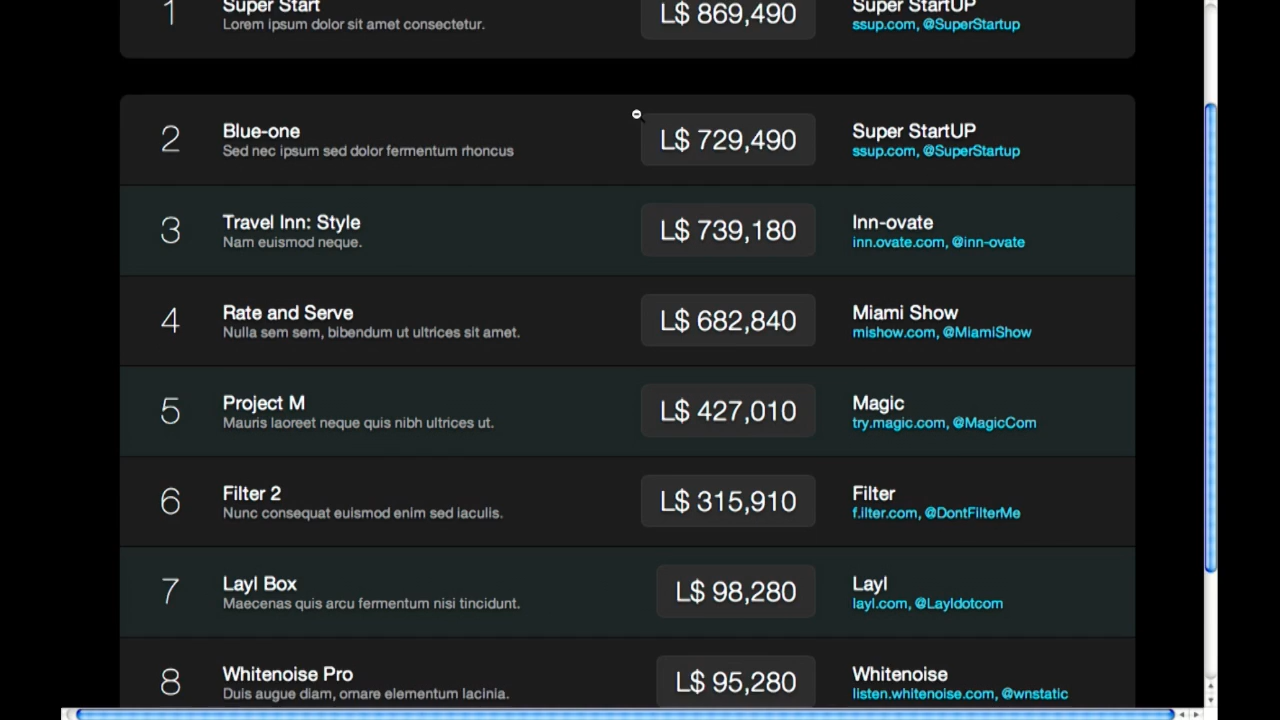 1
Super Start
Lorem ipsum dolor sit amet consectetur.
L$ 869,490
Super StartUP
ssup.com, @SuperStartup
2
Blue-one
Sed nec ipsum sed dolor fermentum rhoncus
L$ 729,490
Super StartUP
ssup.com, @SuperStartup
3
Travel Inn: Style
Nam euismod neque.
L$ 739,180
Inn-ovate
inn.ovate.com, @inn-ovate
4
Rate and Serve
Nulla sem sem, bibendum ut ultrices sit amet.
L$ 682,840
Miami Show
mishow.com, @MiamiShow
5
Project M
Mauris laoreet neque quis nibh ultrices ut.
L$ 427,010
Magic
try.magic.com, @MagicCom
6
Filter 2
Nunc consequat euismod enim sed iaculis.
L$ 315,910
Filter
f.ilter.com, @DontFilterMe
7
Layl Box
Maecenas quis arcu fermentum nisi tincidunt.
L$ 98,280
Layl
layl.com, @Layldotcom
8
Whitenoise Pro
Duis augue diam, ornare elementum lacinia.
L$ 95,280
Whitenoise
listen.whitenoise.com, @wnstatic